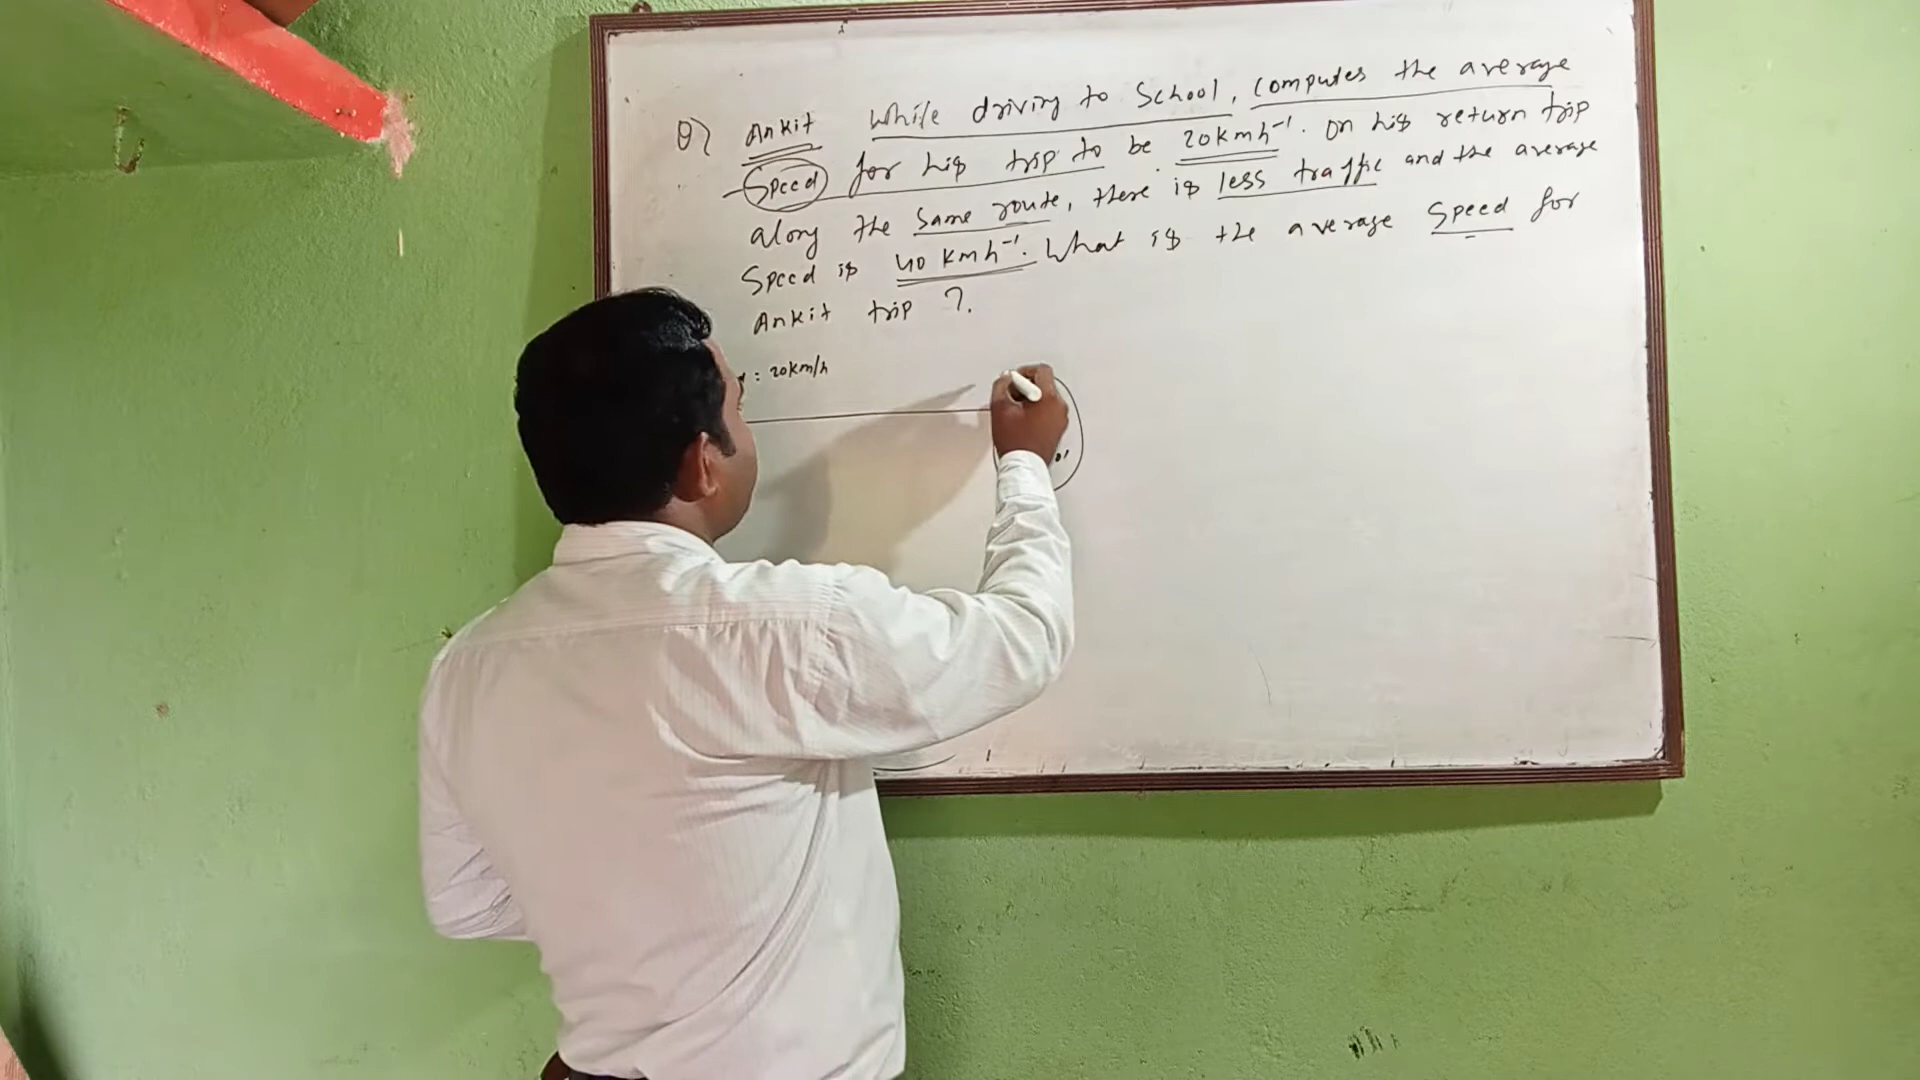 Q) Ankit while driving to School, computes the average
Speed for his trip to be 20 kmh⁻¹. On his return trip
along the same route, there is less traffic and the average
Speed is 40 kmh⁻¹. What is the average Speed for
Ankit trip ?.
: 20km/h